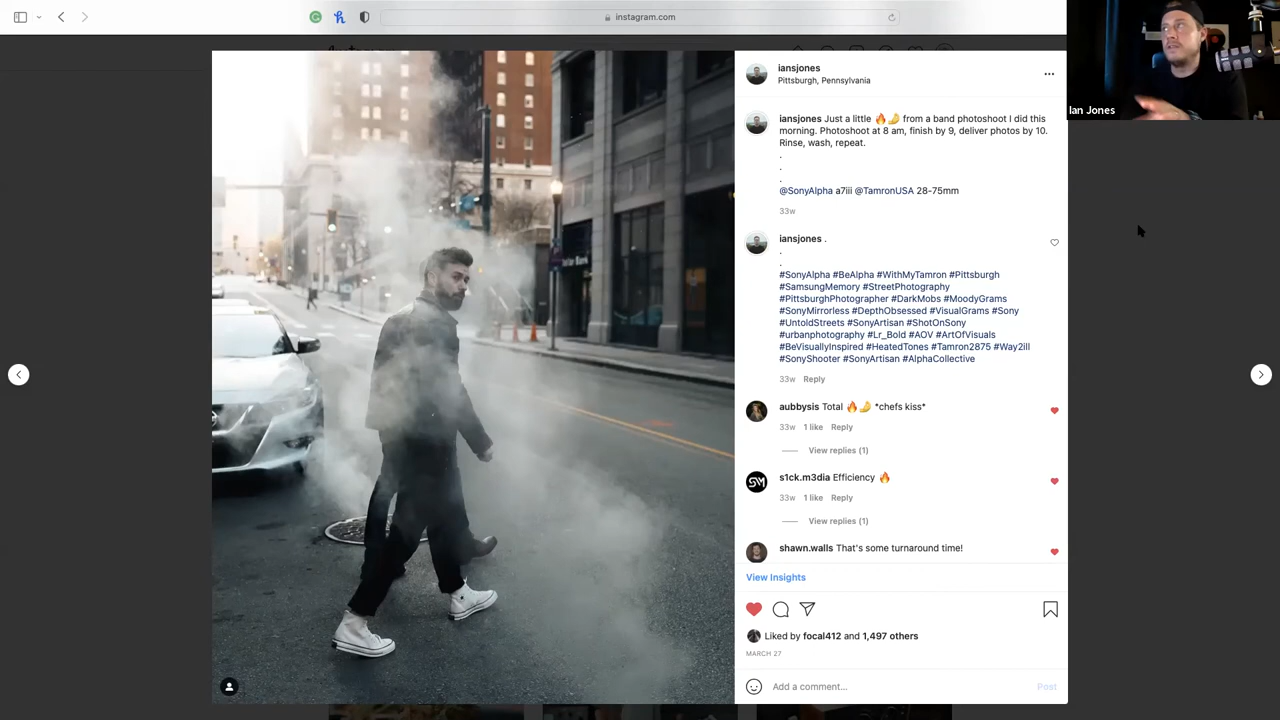 instagram.com
Ian Jones
iansjones
Pittsburgh, Pennsylvania
iansjones Just a little 🔥🤌 from a band photoshoot I did this
morning. Photoshoot at 8 am, finish by 9, deliver photos by 10.
Rinse, wash, repeat.
.
.
.
@SonyAlpha a7iii @TamronUSA 28-75mm
33w
iansjones .
.
.
#SonyAlpha #BeAlpha #WithMyTamron #Pittsburgh
#SamsungMemory #StreetPhotography
#PittsburghPhotographer #DarkMobs #MoodyGrams
#SonyMirrorless #DepthObsessed #VisualGrams #Sony
#UntoldStreets #SonyArtisan #ShotOnSony
#urbanphotography #Lr_Bold #AOV #ArtOfVisuals
#BeVisuallyInspired #HeatedTones #Tamron2875 #Way2ill
#SonyShooter #SonyArtisan #AlphaCollective
33w Reply
aubbysis Total 🔥🤌 *chefs kiss*
33w 1 like Reply
View replies (1)
SM
s1ck.m3dia Efficiency 🔥
33w 1 like Reply
View replies (1)
shawn.walls That's some turnaround time!
View Insights
Liked by focal412 and 1,497 others
MARCH 27
Add a comment...
Post